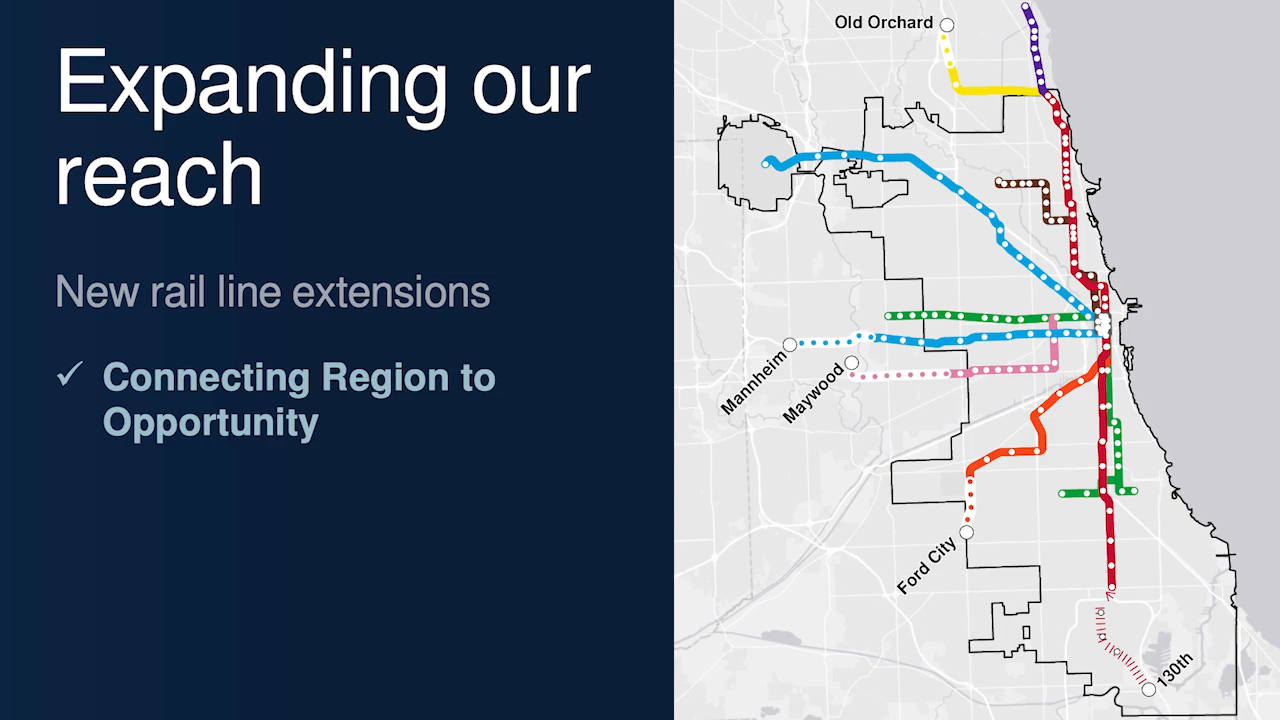 Expanding our
reach
New rail line extensions
✓ Connecting Region to
Opportunity
Old Orchard
Mannheim
Maywood
Ford City
130th